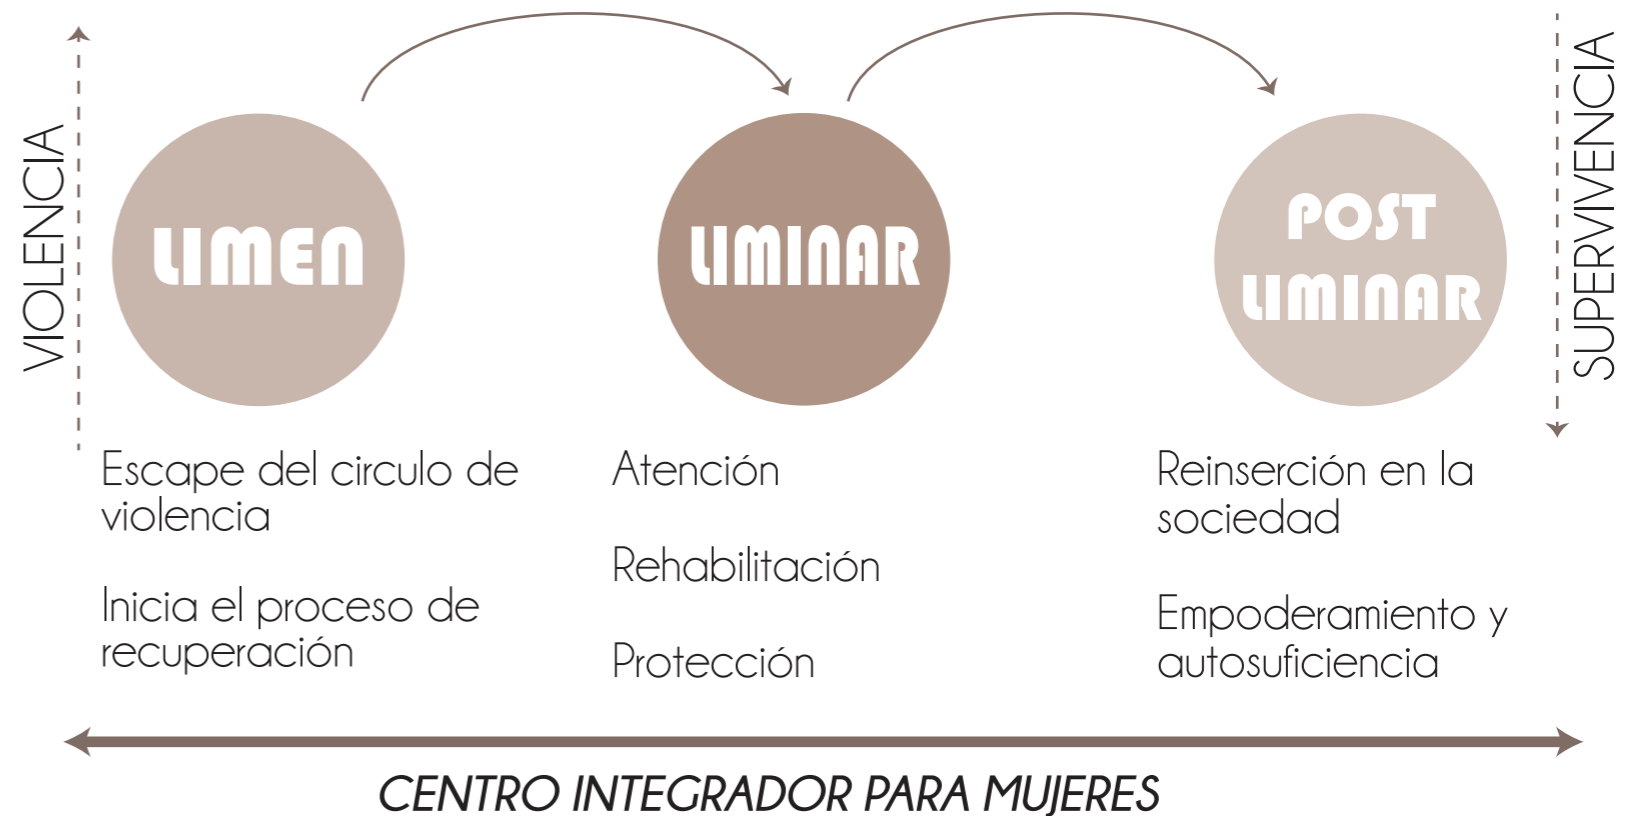 VIOLENCIA
LIMEN
Escape del circulo de
violencia
Inicia el proceso de
recuperación
LIMINAR
Atención
Rehabilitación
Protección
POST
LIMINAR
Reinserción en la
sociedad
Empoderamiento y
autosuficiencia
SUPERVIVENCIA
CENTRO INTEGRADOR PARA MUJERES